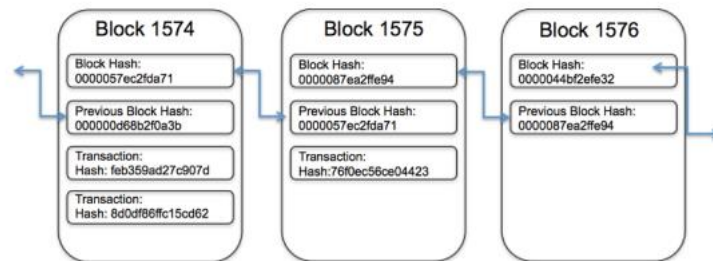 Block 1574
Block Hash:
0000057ec2fda71
Previous Block Hash:
000000d68b2f0a3b
Transaction:
Hash: feb359ad27c907d
Transaction:
Hash: 8d0df86ffc15cd62
Block 1575
Block Hash:
0000087ea2ffe94
Previous Block Hash:
0000057ec2fda71
Transaction:
Hash:76f0ec56ce04423
Block 1576
Block Hash:
0000044bf2efe32
Previous Block Hash:
0000087ea2ffe94